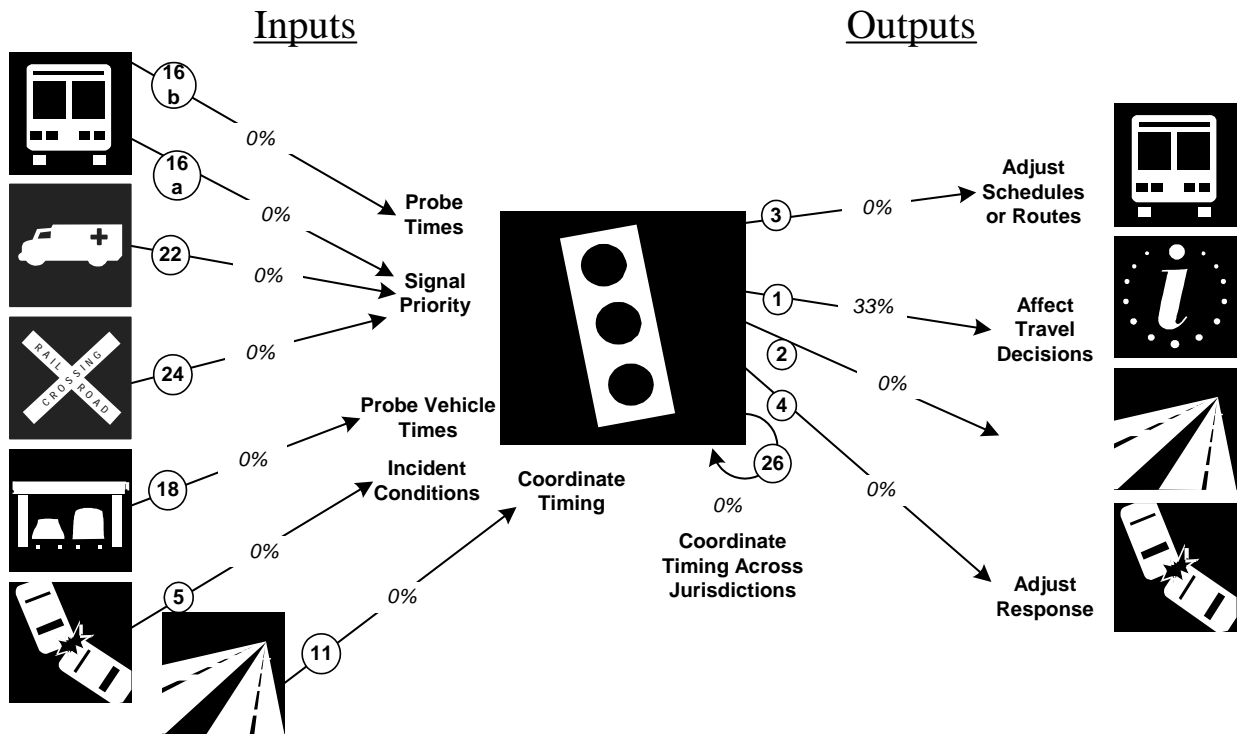 Inputs
Outputs
16
b
0%
16
a
0%
22
0%
RAIL ROAD
CROSSING
24
0%
18
0%
5
0%
11
0%
Probe
Times
Signal
Priority
Probe Vehicle
Times
Incident
Conditions
Coordinate
Timing
26
0%
Coordinate
Timing Across
Jurisdictions
3
0%
Adjust
Schedules
or Routes
1
33%
Affect
Travel
Decisions
i
2
0%
4
0%
Adjust
Response